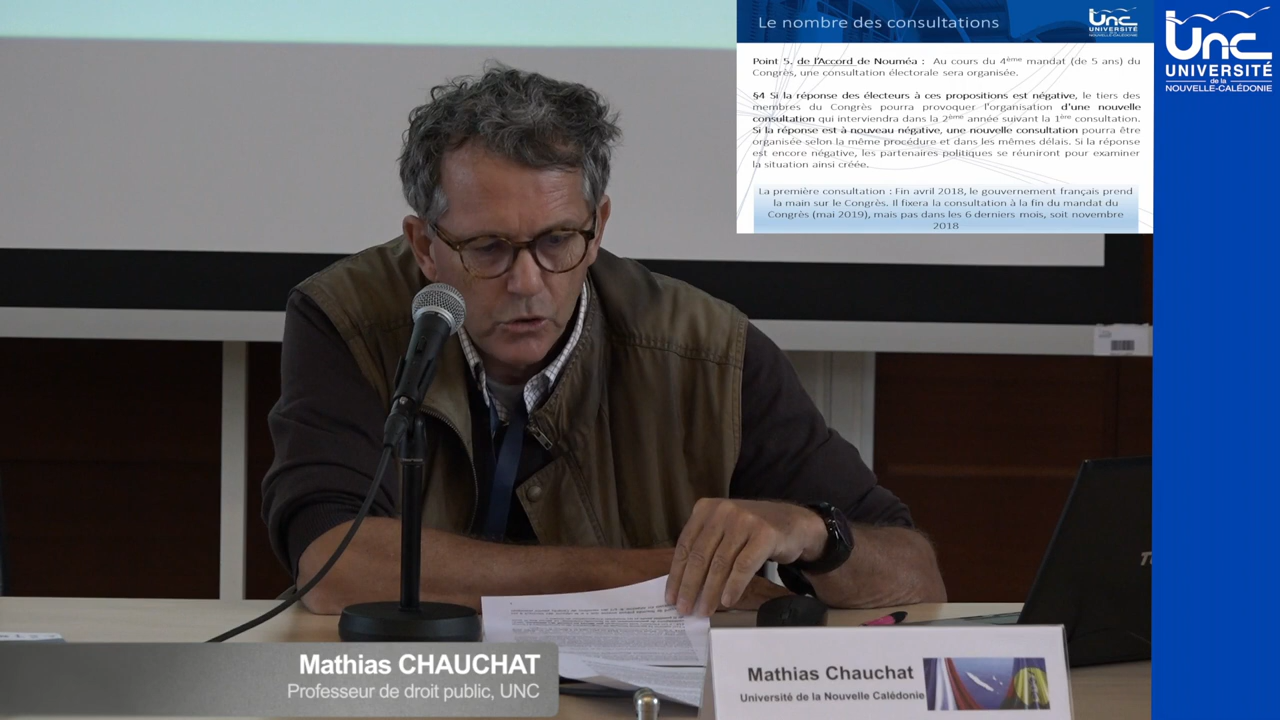 Le nombre des consultations
Unc
UNIVERSITÉ
DE LA
NOUVELLE-CALÉDONIE
Point 5. de l'Accord de Nouméa : Au cours du 4ème mandat (de 5 ans) du
Congrès, une consultation électorale sera organisée.
§4 Si la réponse des électeurs à ces propositions est négative, le tiers des
membres du Congrès pourra provoquer l'organisation d'une nouvelle
consultation qui interviendra dans la 2ème année suivant la 1ère consultation.
Si la réponse est à nouveau négative, une nouvelle consultation pourra être
organisée selon la même procédure et dans les mêmes délais. Si la réponse
est encore négative, les partenaires politiques se réuniront pour examiner
la situation ainsi créée.
La première consultation : Fin avril 2018, le gouvernement français prend
la main sur le Congrès. Il fixera la consultation à la fin du mandat du
Congrès (mai 2019), mais pas dans les 6 derniers mois, soit novembre
2018
Unc
UNIVERSITÉ
de la
NOUVELLE-CALÉDONIE
Mathias CHAUCHAT
Professeur de droit public, UNC
Mathias Chauchat
Université de la Nouvelle Calédonie